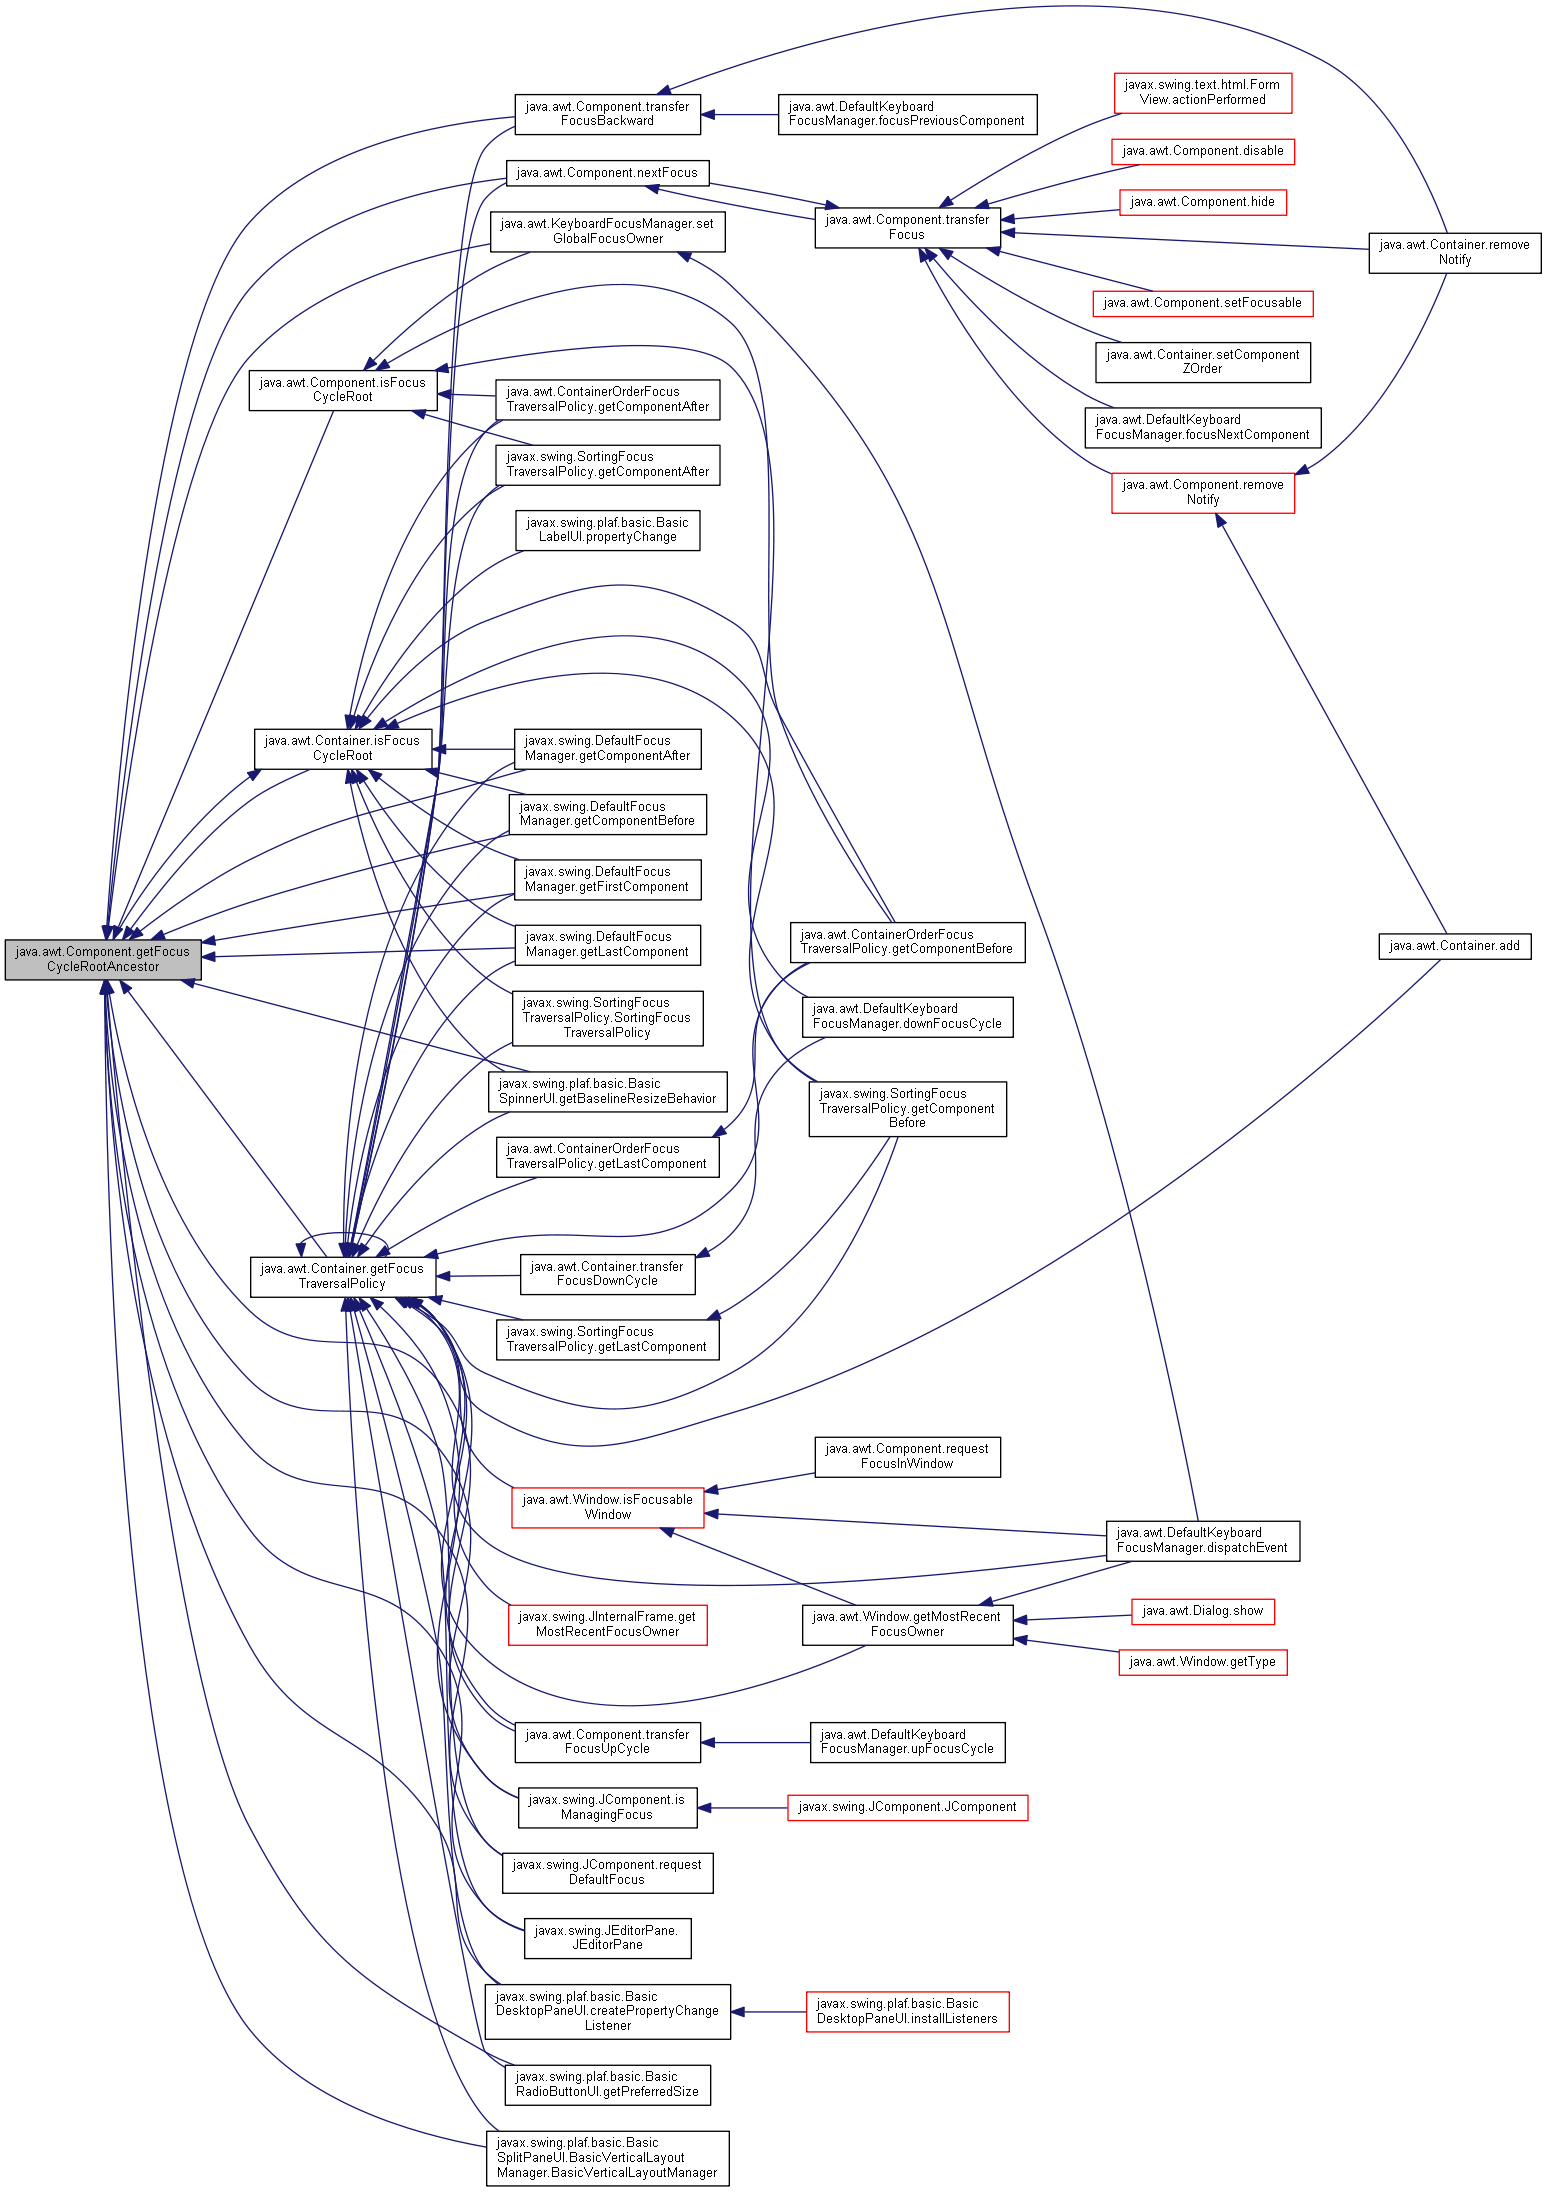 java.awt.Component.transfer
FocusBackward
java.awt.DefaultKeyboard
FocusManager.focusPreviousComponent
javax.swing.text.html.Form
View.actionPerformed
java.awt.Component.disable
java.awt.Component.nextFocus
java.awt.Component.hide
java.awt.KeyboardFocusManager.set
GlobalFocusOwner
java.awt.Component.transfer
Focus
java.awt.Container.remove
Notify
java.awt.Component.setFocusable
java.awt.Container.setComponent
ZOrder
java.awt.Component.isFocus
CycleRoot
java.awt.ContainerOrderFocus
TraversalPolicy.getComponentAfter
java.awt.DefaultKeyboard
FocusManager.focusNextComponent
javax.swing.SortingFocus
TraversalPolicy.getComponentAfter
java.awt.Component.remove
Notify
javax.swing.plaf.basic.Basic
LabelUI.propertyChange
java.awt.Container.isFocus
CycleRoot
javax.swing.DefaultFocus
Manager.getComponentAfter
javax.swing.DefaultFocus
Manager.getComponentBefore
javax.swing.DefaultFocus
Manager.getFirstComponent
java.awt.Component.getFocus
CycleRootAncestor
javax.swing.DefaultFocus
Manager.getLastComponent
java.awt.ContainerOrderFocus
TraversalPolicy.getComponentBefore
java.awt.Container.add
javax.swing.SortingFocus
TraversalPolicy.SortingFocus
TraversalPolicy
java.awt.DefaultKeyboard
FocusManager.downFocusCycle
javax.swing.plaf.basic.Basic
SpinnerUI.getBaselineResizeBehavior
javax.swing.SortingFocus
TraversalPolicy.getComponent
Before
java.awt.ContainerOrderFocus
TraversalPolicy.getLastComponent
java.awt.Container.getFocus
TraversalPolicy
java.awt.Container.transfer
FocusDownCycle
javax.swing.SortingFocus
TraversalPolicy.getLastComponent
java.awt.Component.request
FocusInWindow
java.awt.Window.isFocusable
Window
java.awt.DefaultKeyboard
FocusManager.dispatchEvent
javax.swing.JInternalFrame.get
MostRecentFocusOwner
java.awt.Window.getMostRecent
FocusOwner
java.awt.Dialog.show
java.awt.Window.getType
java.awt.Component.transfer
FocusUpCycle
java.awt.DefaultKeyboard
FocusManager.upFocusCycle
javax.swing.JComponent.is
ManagingFocus
javax.swing.JComponent.JComponent
javax.swing.JComponent.request
DefaultFocus
javax.swing.JEditorPane.
JEditorPane
javax.swing.plaf.basic.Basic
DesktopPaneUI.createPropertyChange
Listener
javax.swing.plaf.basic.Basic
DesktopPaneUI.installListeners
javax.swing.plaf.basic.Basic
RadioButtonUI.getPreferredSize
javax.swing.plaf.basic.Basic
SplitPaneUI.BasicVerticalLayout
Manager.BasicVerticalLayoutManager